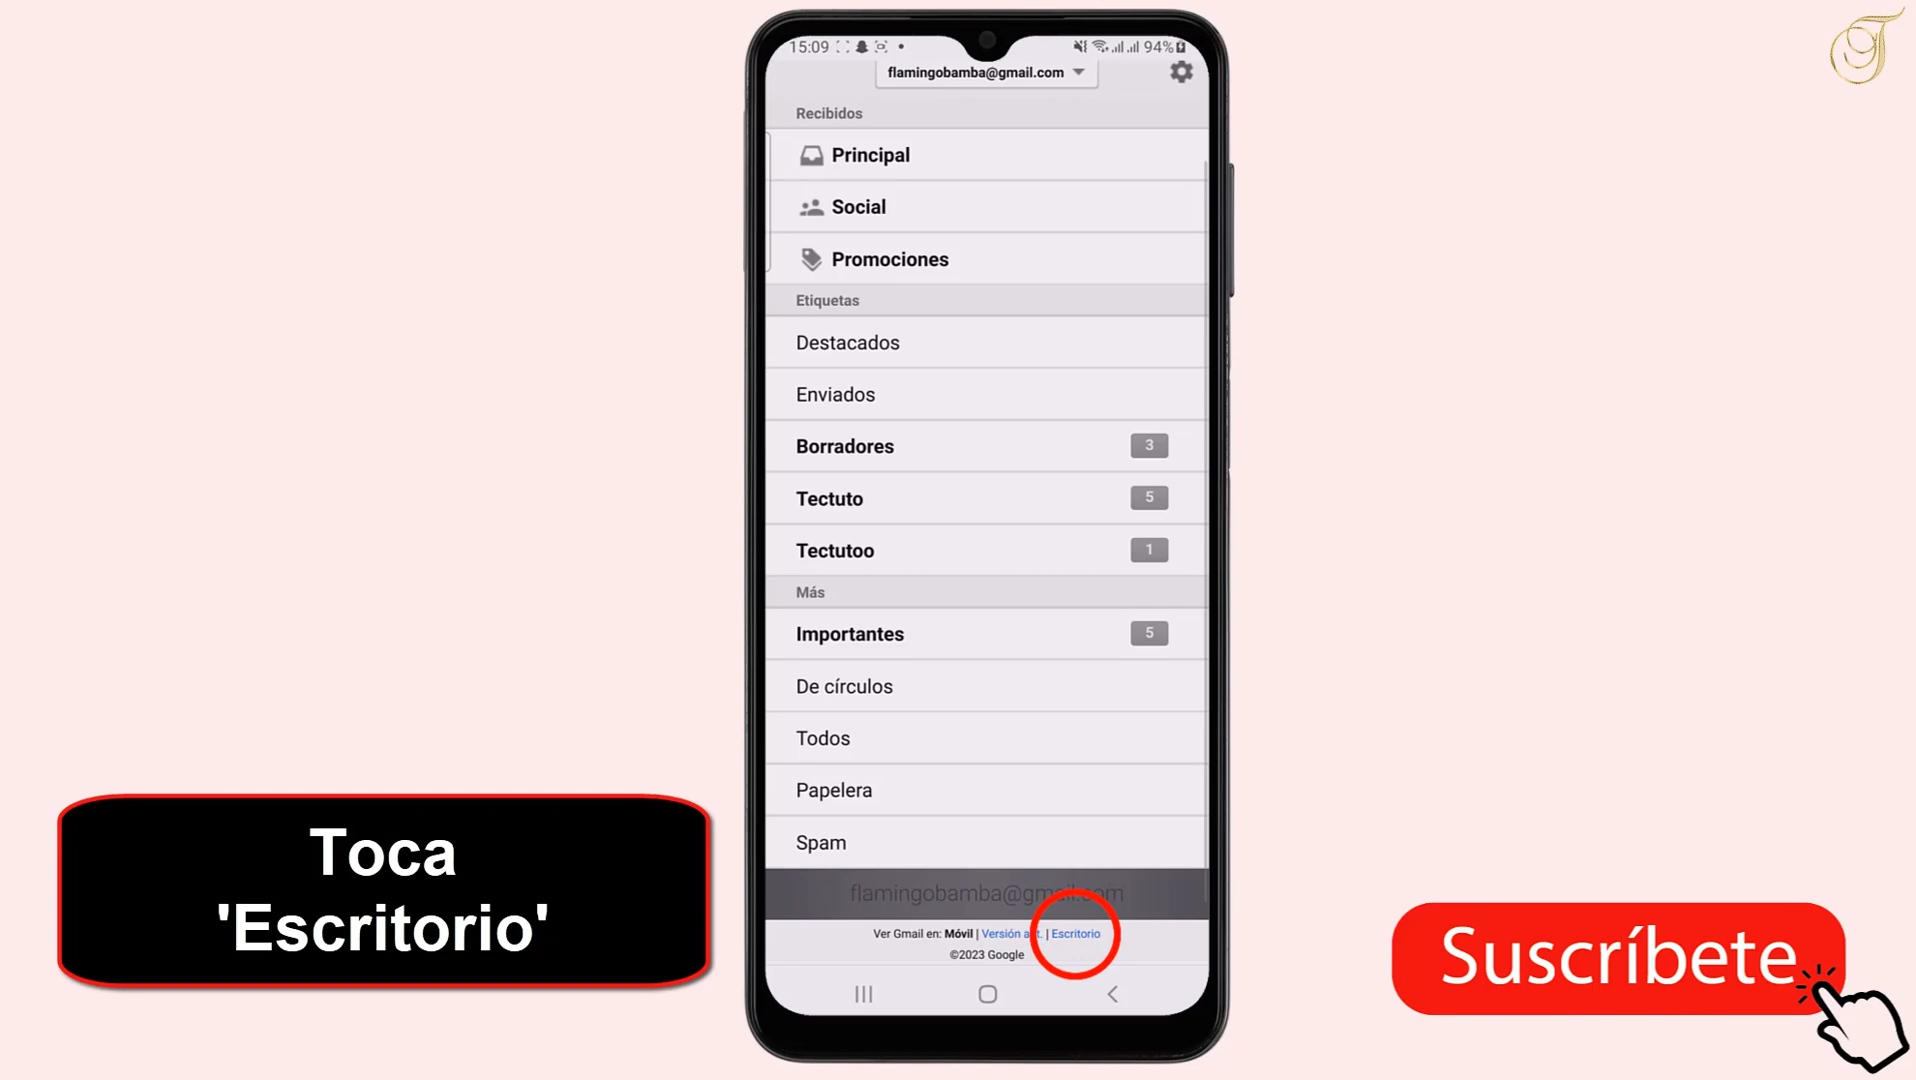 15:09
94%
flamingobamba@gmail.com
Recibidos
Principal
Social
Promociones
Etiquetas
Destacados
Enviados
Borradores 3
Tectuto 5
Tectutoo 1
Más
Importantes 5
De círculos
Todos
Papelera
Spam
flamingobamba@gmail.com
Ver Gmail en: Móvil | Versión ant. | Escritorio
©2023 Google
Toca
'Escritorio'
Suscríbete